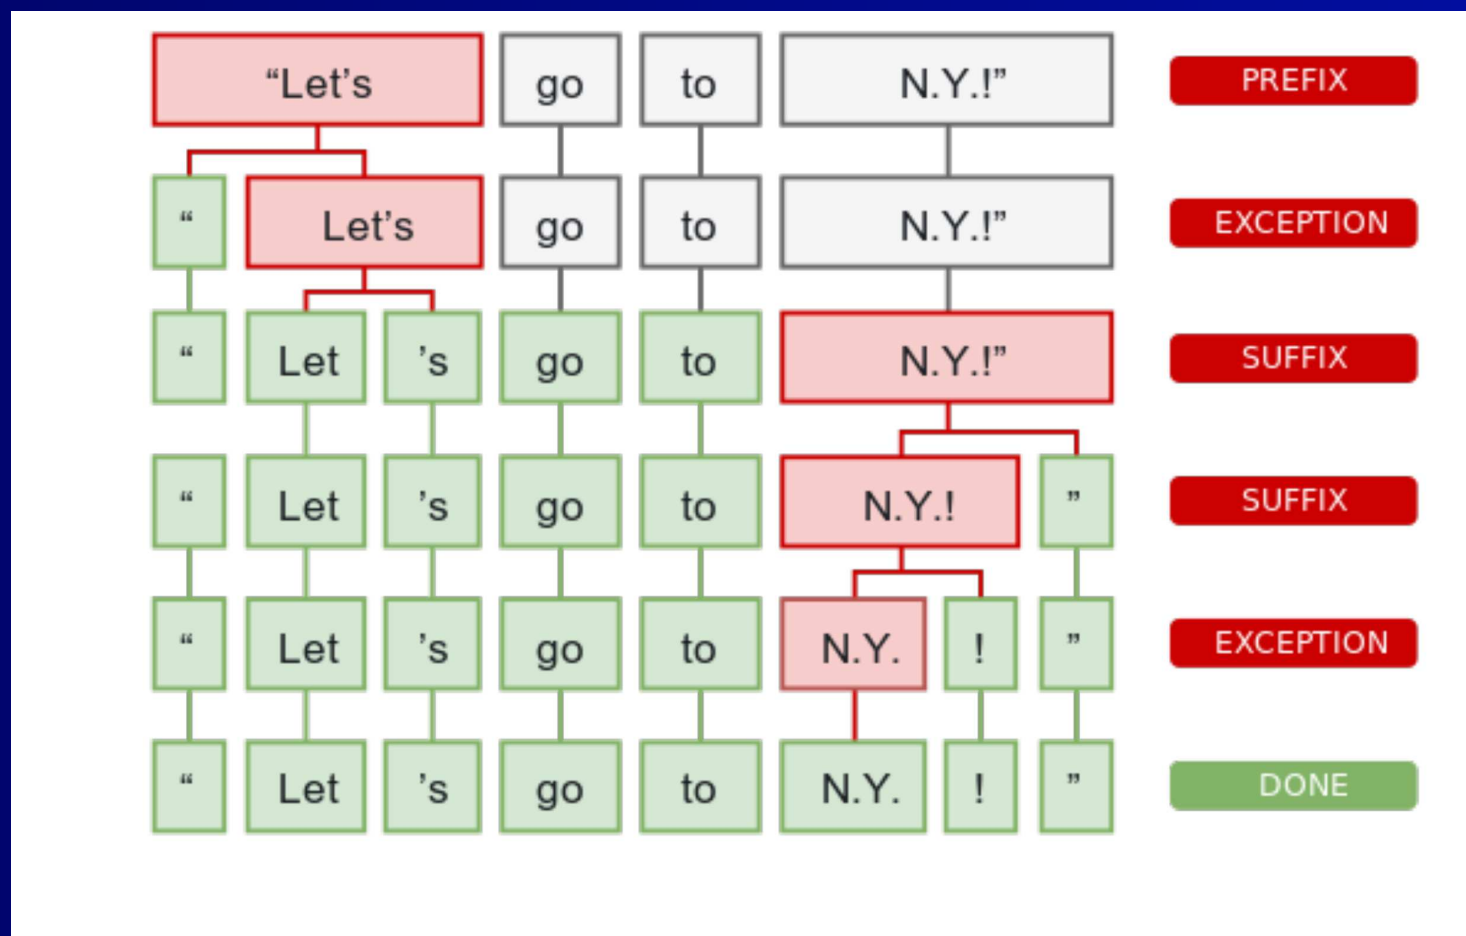 “Let’s go to N.Y.!” PREFIX
“ Let’s go to N.Y.!” EXCEPTION
“ Let ’s go to N.Y.!” SUFFIX
“ Let ’s go to N.Y.! ” SUFFIX
“ Let ’s go to N.Y. ! ” EXCEPTION
“ Let ’s go to N.Y. ! ” DONE